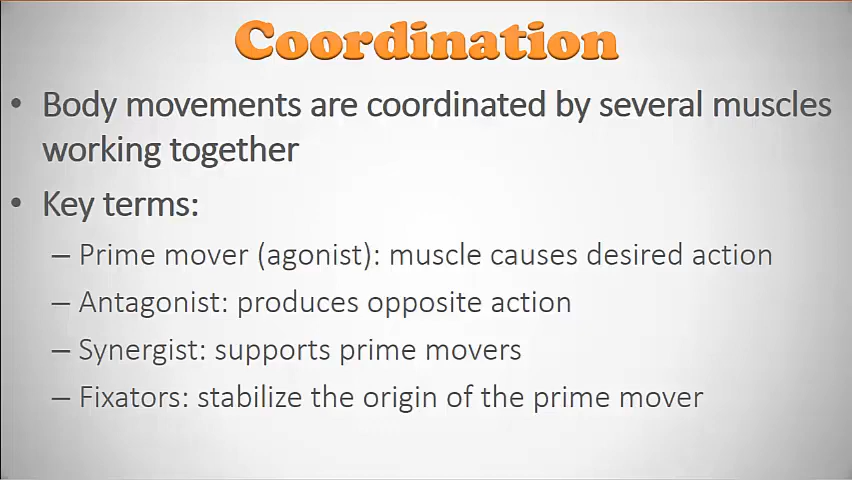 Coordination
• Body movements are coordinated by several muscles
working together
• Key terms:
– Prime mover (agonist): muscle causes desired action
– Antagonist: produces opposite action
– Synergist: supports prime movers
– Fixators: stabilize the origin of the prime mover